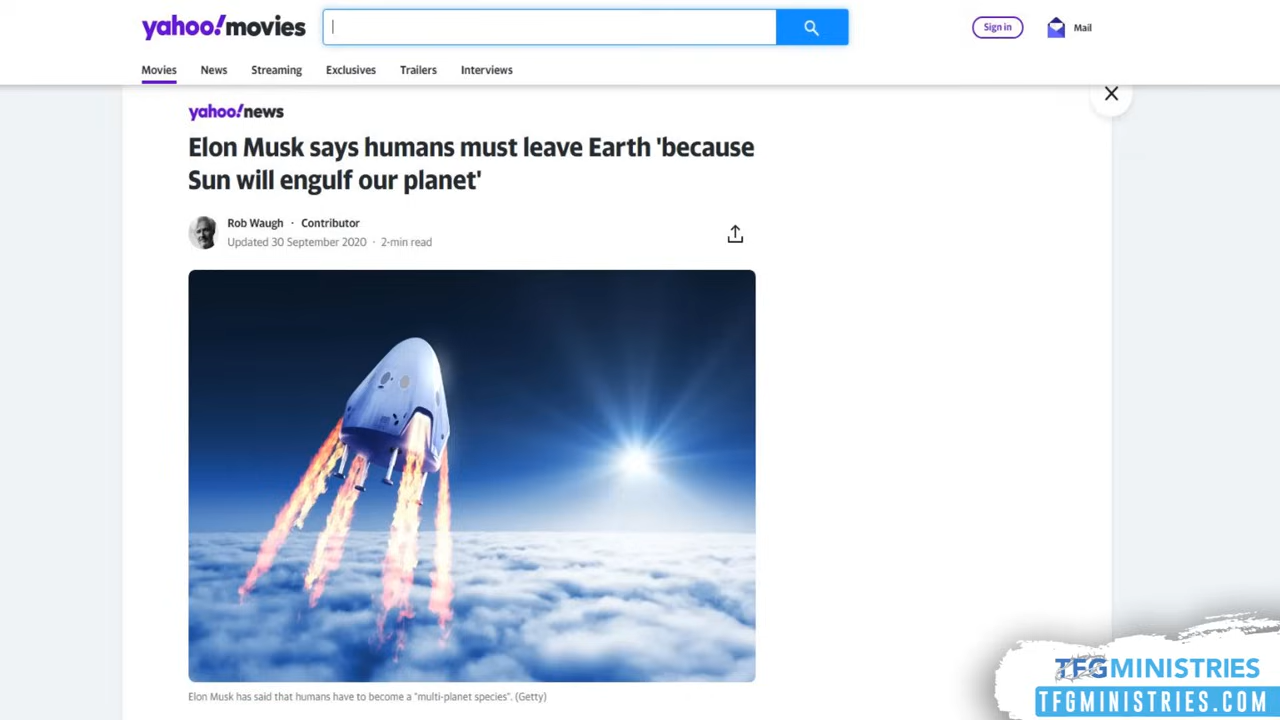 yahoo!movies
Sign in
Mail
Movies News Streaming Exclusives Trailers Interviews
yahoo!news
Elon Musk says humans must leave Earth 'because
Sun will engulf our planet'
Rob Waugh · Contributor
Updated 30 September 2020 · 2-min read
Elon Musk has said that humans have to become a "multi-planet species". (Getty)
TFGMINISTRIES
TFGMINISTRIES.COM